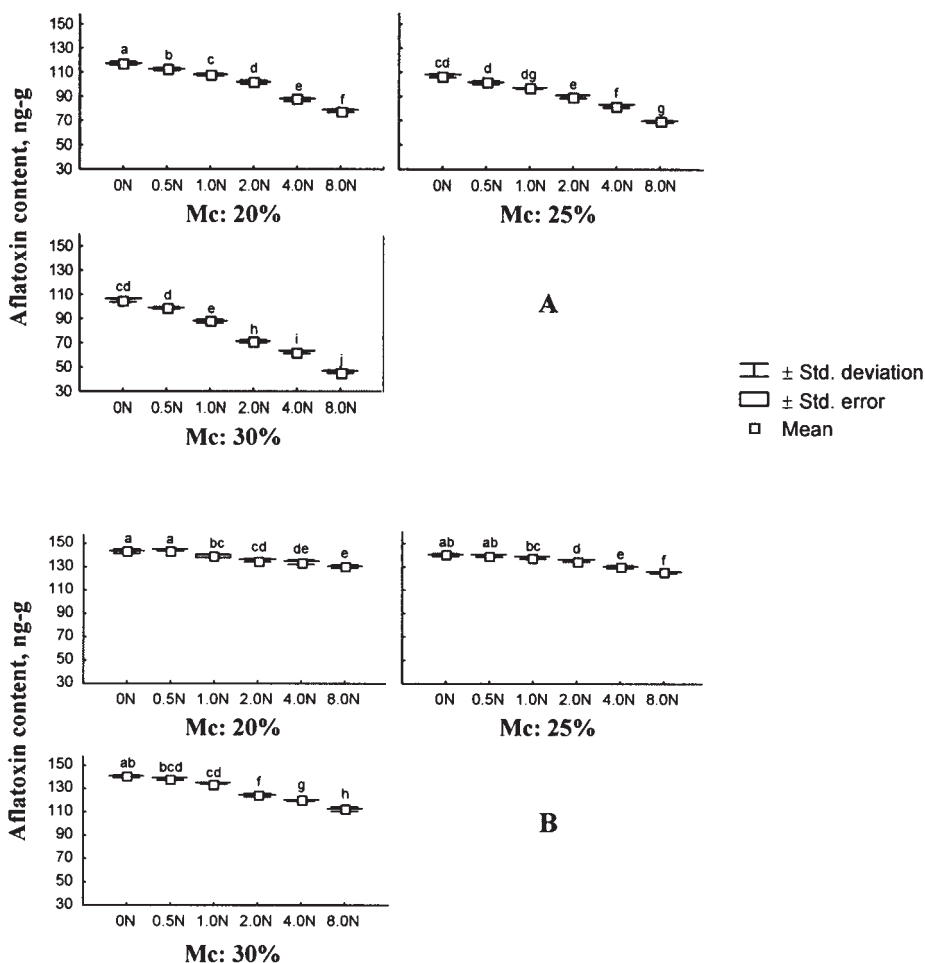 Aflatoxin content, ng-g
150
130
110
90
70
50
30
a b c d e f
0N 0.5N 1.0N 2.0N 4.0N 8.0N
Mc: 20%
cd d dg e f g
0N 0.5N 1.0N 2.0N 4.0N 8.0N
Mc: 25%
150
130
110
90
70
50
30
cd d e h i j
0N 0.5N 1.0N 2.0N 4.0N 8.0N
Mc: 30%
A
± Std. deviation
± Std. error
Mean
Aflatoxin content, ng-g
150
130
110
90
70
50
30
a a bc cd de e
0N 0.5N 1.0N 2.0N 4.0N 8.0N
Mc: 20%
ab ab bc d e f
0N 0.5N 1.0N 2.0N 4.0N 8.0N
Mc: 25%
150
130
110
90
70
50
30
ab bcd cd f g h
0N 0.5N 1.0N 2.0N 4.0N 8.0N
Mc: 30%
B